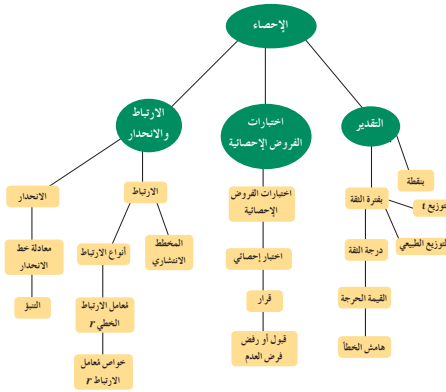 الإحصاء
التقدير
اختبارات
الفروض الإحصائية
الارتباط
والانحدار
بنقطة
بفترة الثقة
توزيع t
التوزيع الطبيعي
درجة الثقة
القيمة الحرجة
هامش الخطأ
اختبارات الفروض
الإحصائية
اختبار إحصائي
قرار
قبول أو رفض
فرض العدم
الارتباط
المخطط
الانتشاري
أنواع الارتباط
مُعامل الارتباط
الخطي r
خواص مُعامل
الارتباط r
الانحدار
معادلة خط
الانحدار
التنبؤ